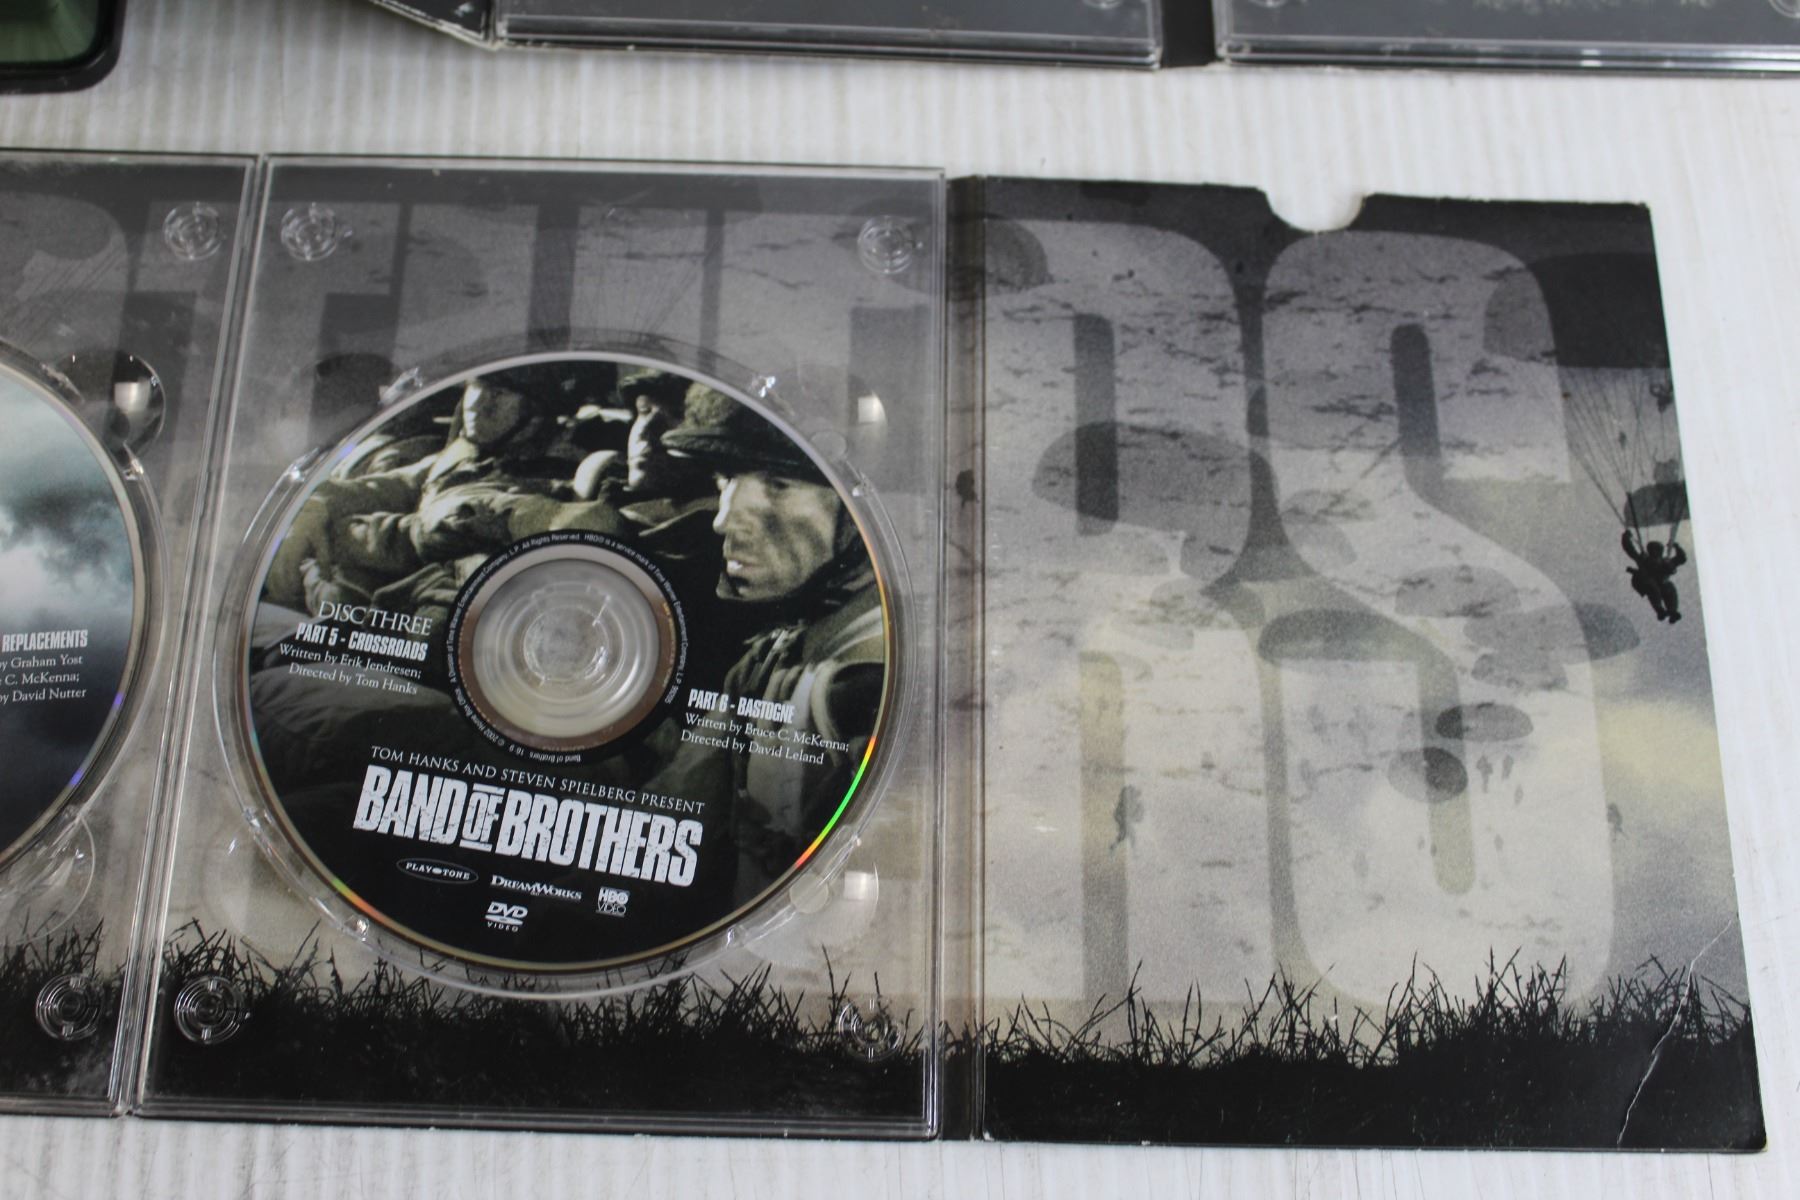 REPLACEMENTS
by Graham Yost
C. McKenna;
by David Nutter
DISC THREE
PART 5 - CROSSROADS
Written by Erik Jendresen;
Directed by Tom Hanks
PART 6 - BASTOGNE
Written by Bruce C. McKenna;
Directed by David Leland
TOM HANKS AND STEVEN SPIELBERG PRESENT
BAND OF BROTHERS
PLAYTONE
DREAMWORKS
HBO
VIDEO
DVD
VIDEO